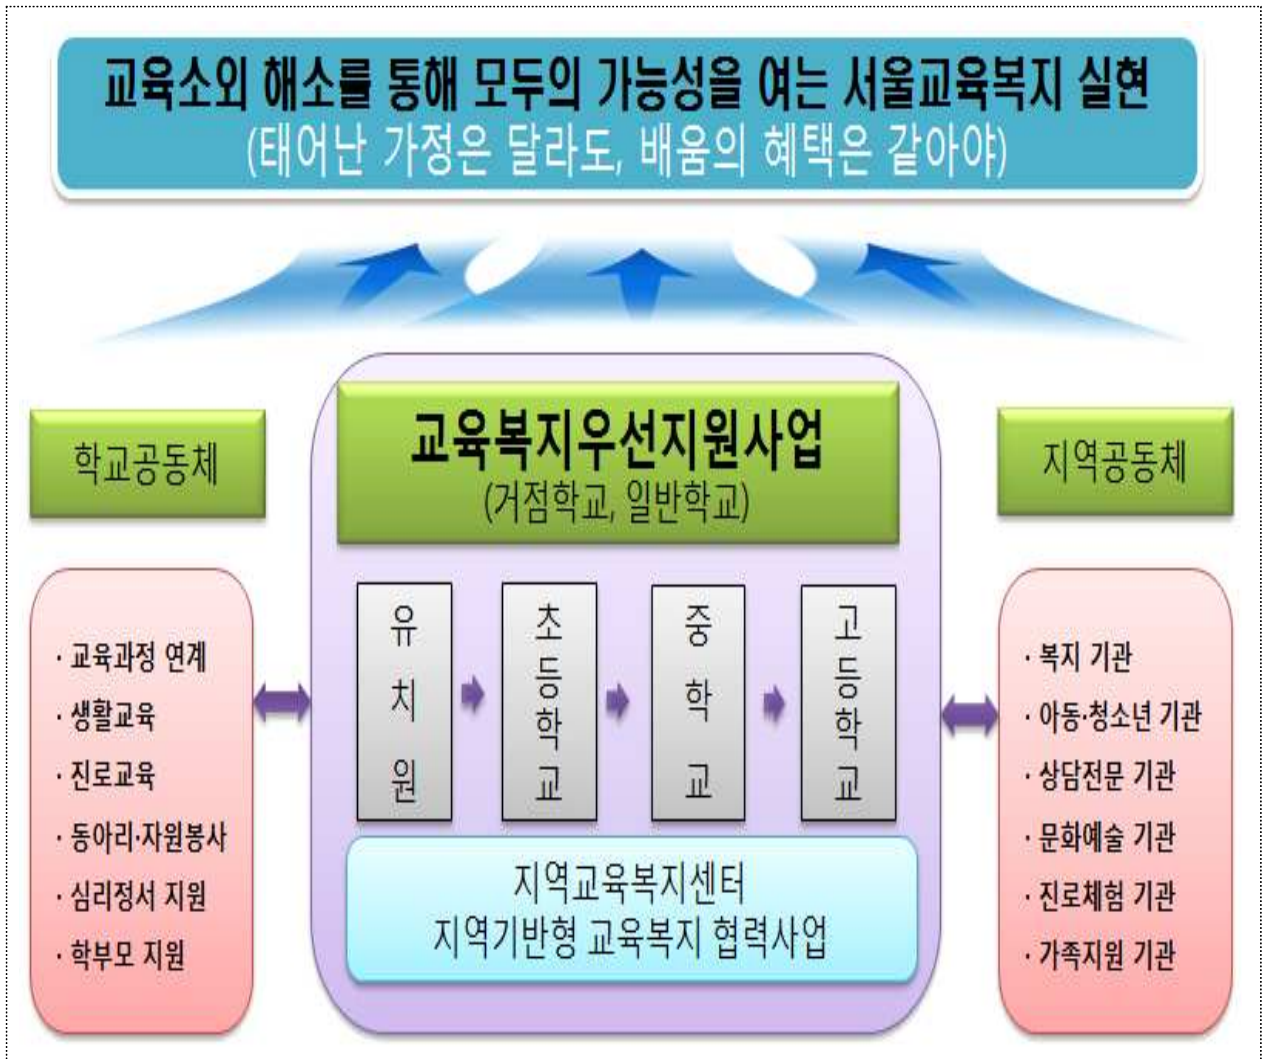 교육소외 해소를 통해 모두의 가능성을 여는 서울교육복지 실현
(태어난 가정은 달라도, 배움의 혜택은 같아야)
학교공동체
· 교육과정 연계
· 생활교육
· 진로교육
· 동아리·자원봉사
· 심리정서 지원
· 학부모 지원
교육복지우선지원사업
(거점학교, 일반학교)
유치원
초등학교
중학교
고등학교
지역교육복지센터
지역기반형 교육복지 협력사업
지역공동체
· 복지 기관
· 아동·청소년 기관
· 상담전문 기관
· 문화예술 기관
· 진로체험 기관
· 가족지원 기관